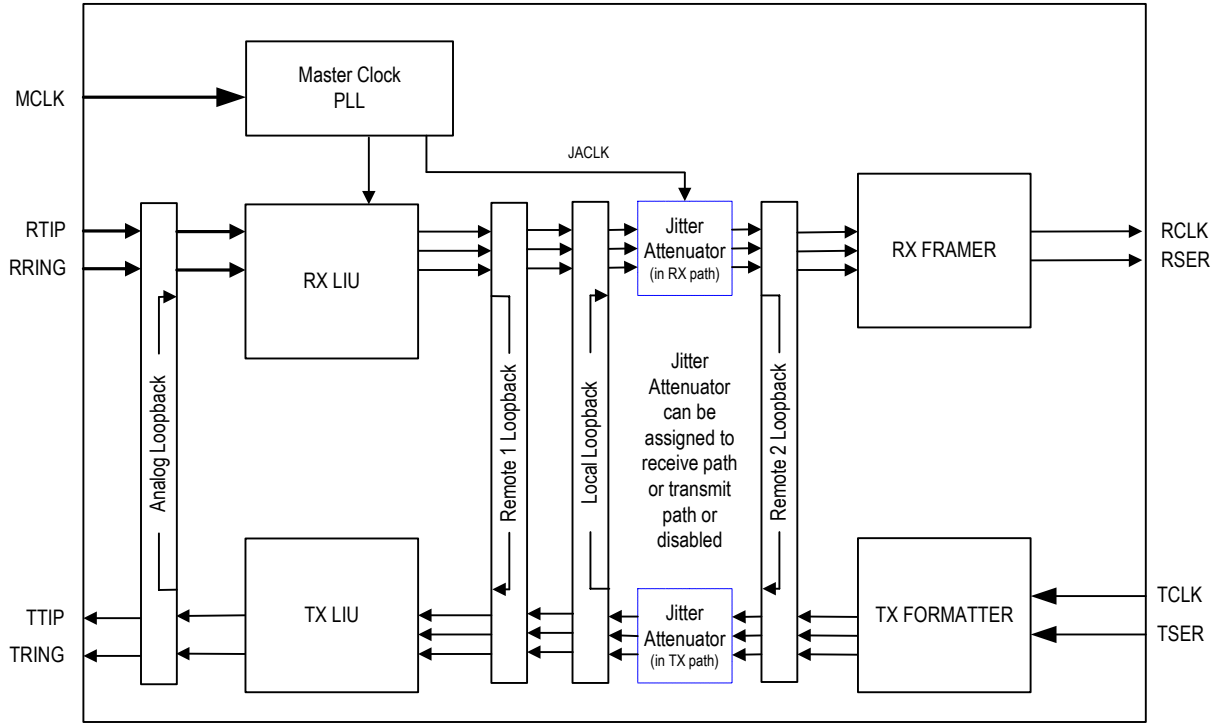 Master Clock
PLL
MCLK
JACLK
RTIP
RRING
RX LIU
Jitter
Attenuator
(in RX path)
RX FRAMER
RCLK
RSER
Analog Loopback
Remote 1 Loopback
Local Loopback
Jitter
Attenuator
can be
assigned to
receive path
or transmit
path or
disabled
Remote 2 Loopback
TTIP
TRING
TX LIU
Jitter
Attenuator
(in TX path)
TX FORMATTER
TCLK
TSER